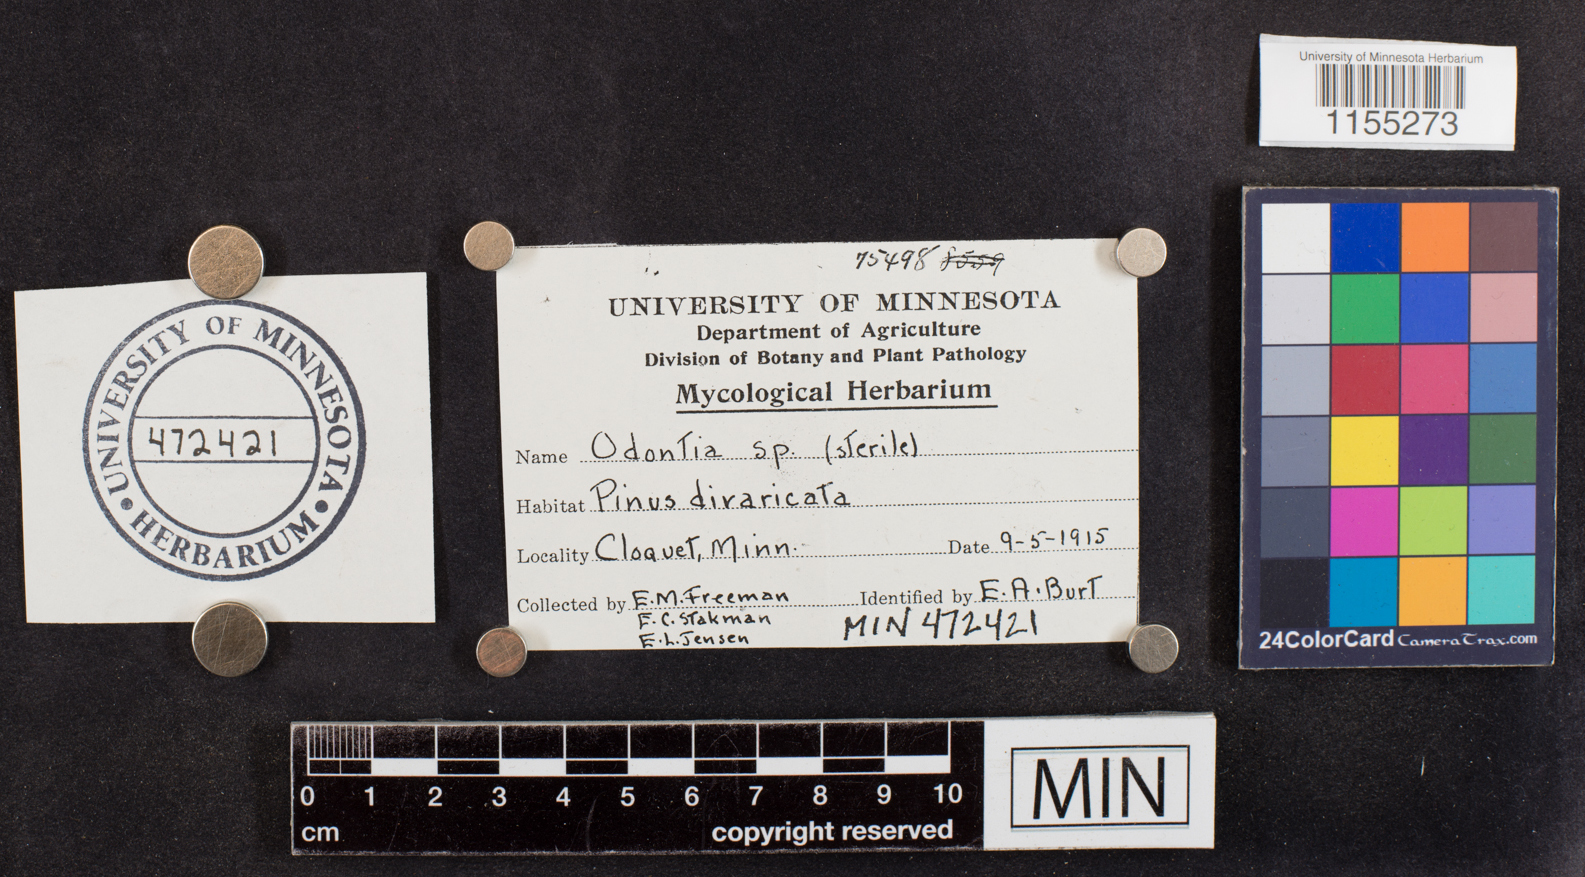 University of Minnesota Herbarium
1155273
UNIVERSITY OF MINNESOTA
• HERBARIUM •
472421
75498 8559
UNIVERSITY OF MINNESOTA
Department of Agriculture
Division of Botany and Plant Pathology
Mycological Herbarium
Name Odontia sp. (sterile)
Habitat Pinus divaricata
Locality Cloquet, Minn. Date 9-5-1915
Collected by E.M. Freeman Identified by E.A. Burt
E.C. Stakman
E.L. Jensen
MIN 472421
24ColorCard CameraTrax.com
0 1 2 3 4 5 6 7 8 9 10
cm copyright reserved
MIN